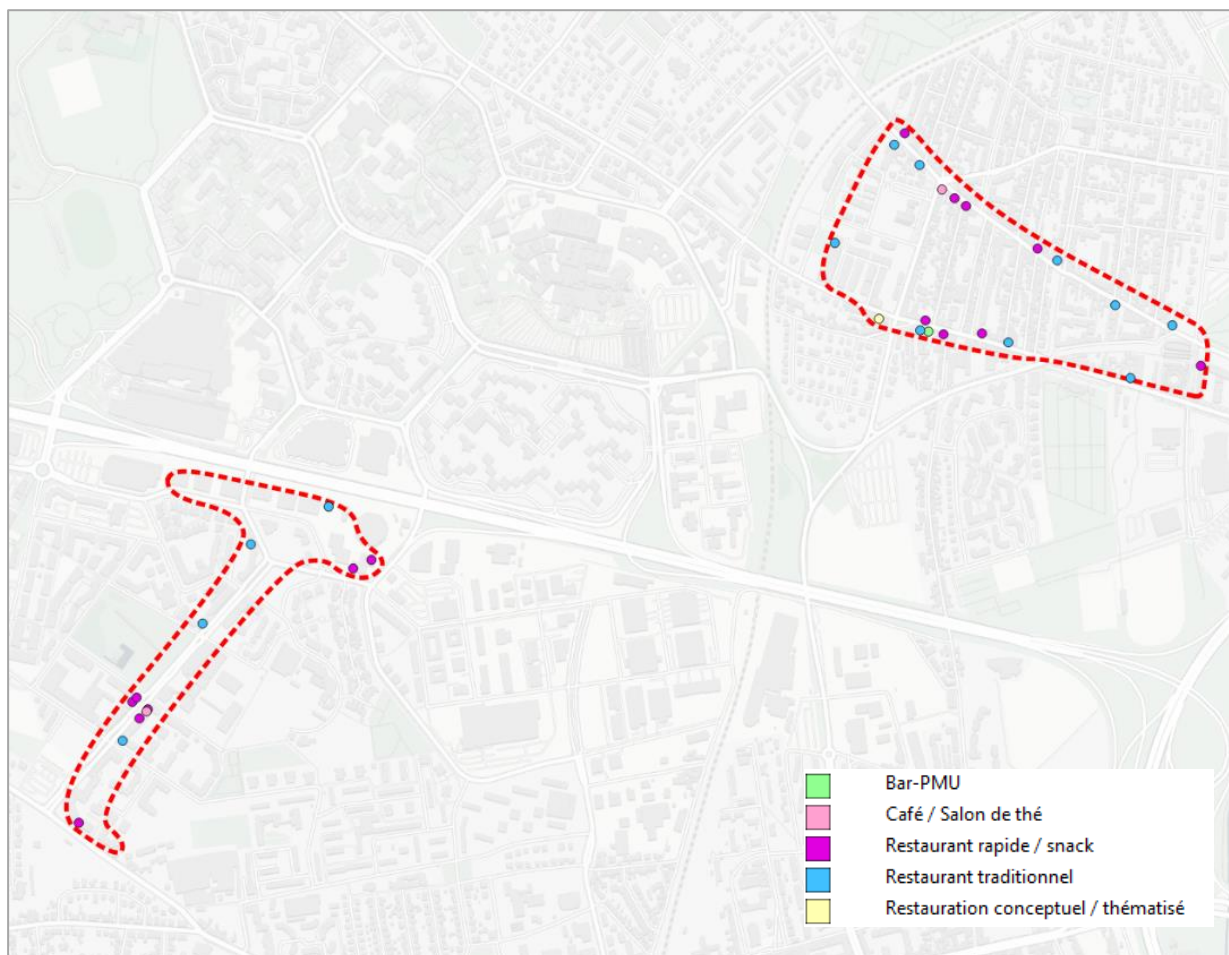 Bar-PMU
Café / Salon de thé
Restaurant rapide / snack
Restaurant traditionnel
Restauration conceptuel / thématisé